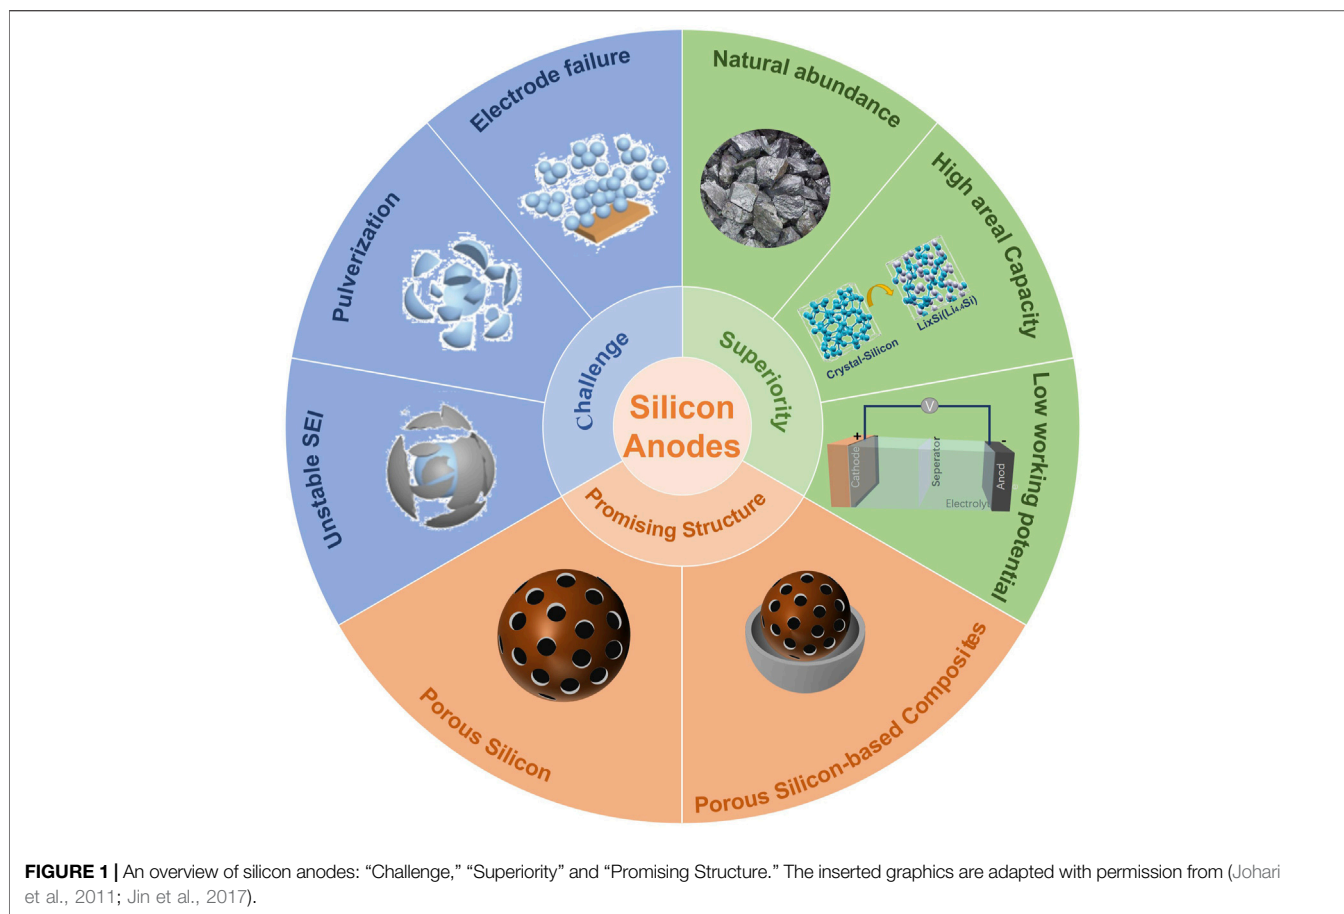 Silicon
Anodes
Challenge
Superiority
Promising Structure
Electrode failure
Pulverization
Unstable SEI
Natural abundance
High areal Capacity
Crystal-Silicon
LixSi(Li4.4Si)
Low working potential
V
+
-
Cathode
Seperator
Anod
Electrolyt
Porous Silicon
Porous Silicon-based Composites
FIGURE 1 | An overview of silicon anodes: “Challenge,” “Superiority” and “Promising Structure.” The inserted graphics are adapted with permission from (Johari
et al., 2011; Jin et al., 2017).